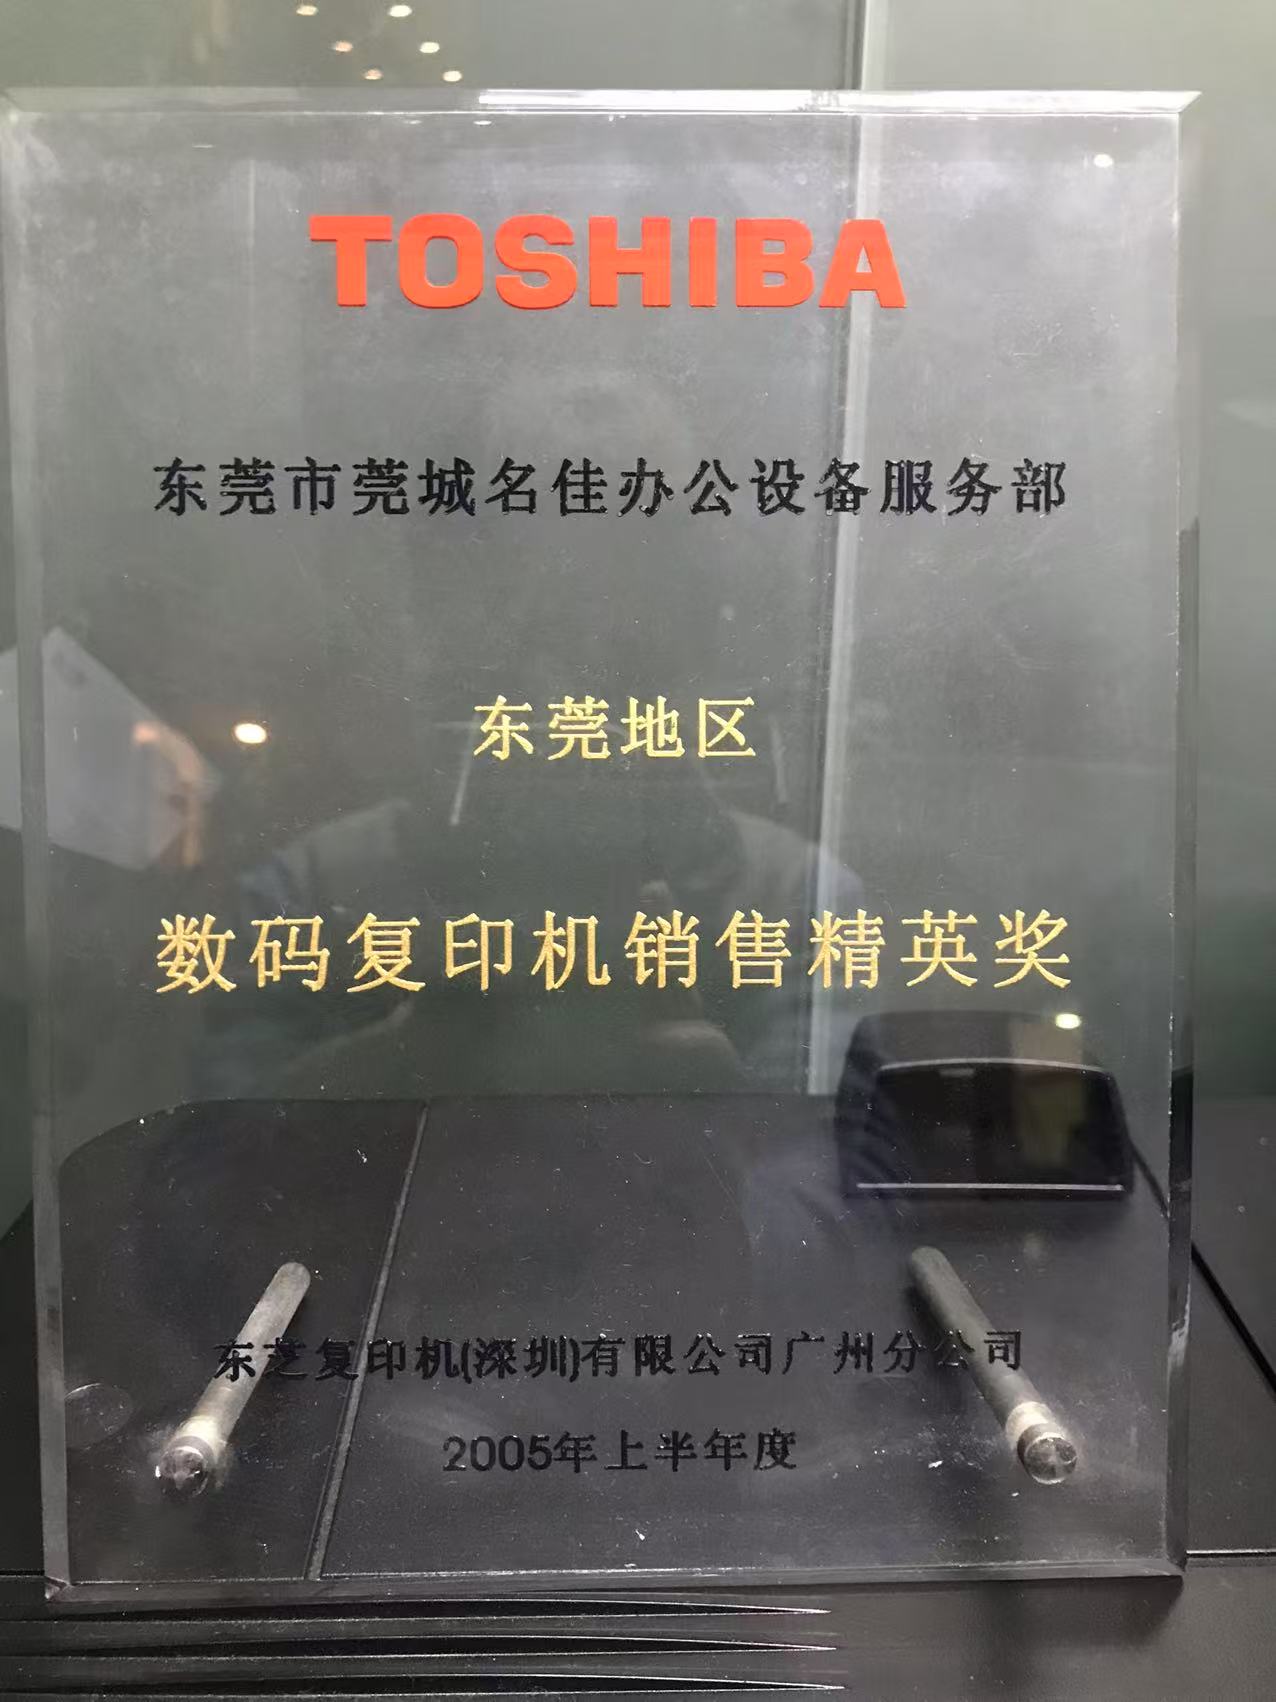 TOSHIBA
东莞市莞城名佳办公设备服务部
东莞地区
数码复印机销售精英奖
东芝复印机(深圳)有限公司广州分公司
2005年上半年度